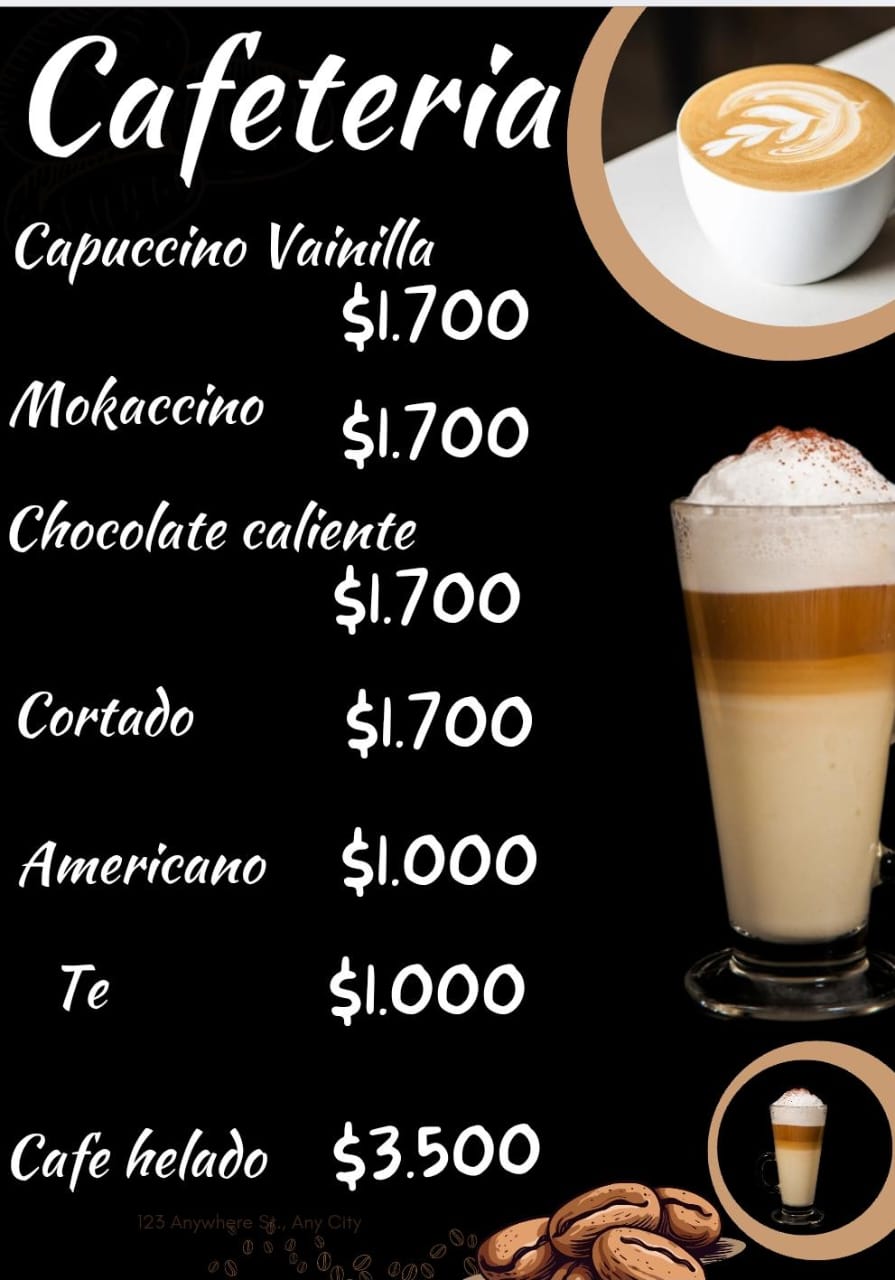 Cafeteria
Capuccino Vainilla
$1.700
Mokaccino $1.700
Chocolate caliente
$1.700
Cortado $1.700
Americano $1.000
Te $1.000
Cafe helado $3.500
123 Anywhere St., Any City